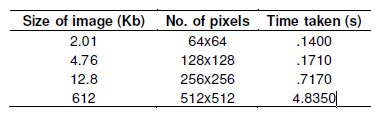 Size of image (Kb) No. of pixels Time taken (s)
2.01 64x64 .1400
4.76 128x128 .1710
12.8 256x256 .7170
612 512x512 4.8350